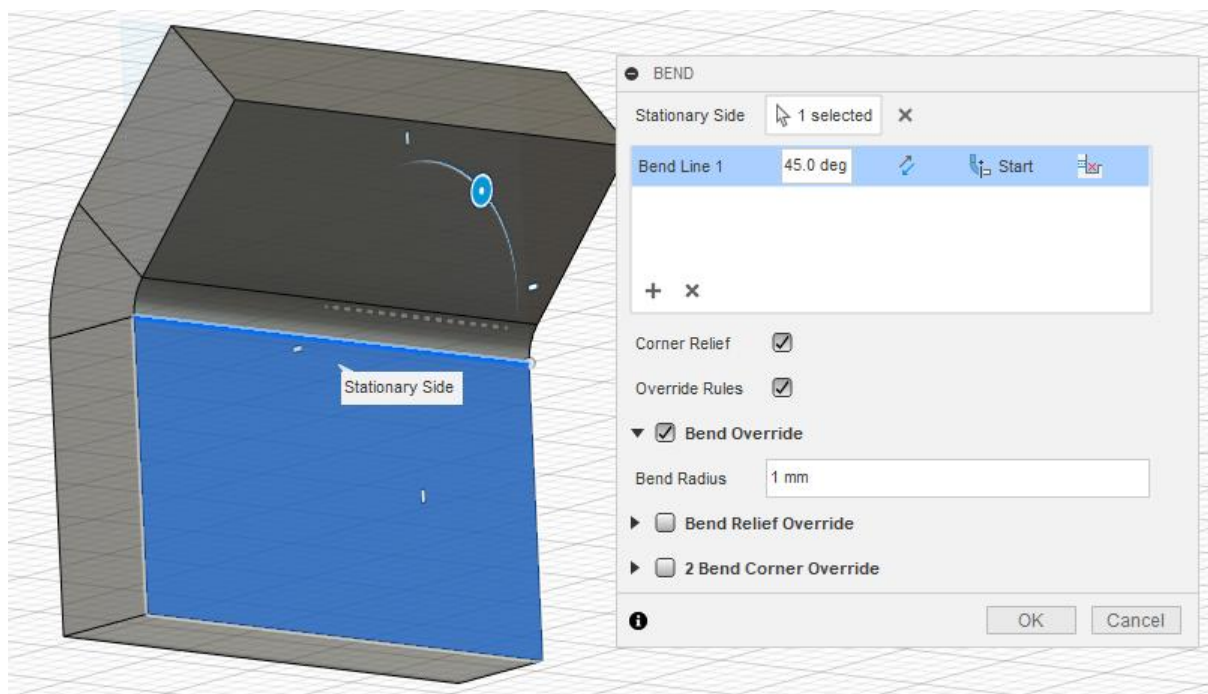 BEND
Stationary Side 1 selected
Bend Line 1 45.0 deg Start
Corner Relief
Override Rules
Bend Override
Bend Radius 1 mm
Bend Relief Override
2 Bend Corner Override
OK Cancel
Stationary Side